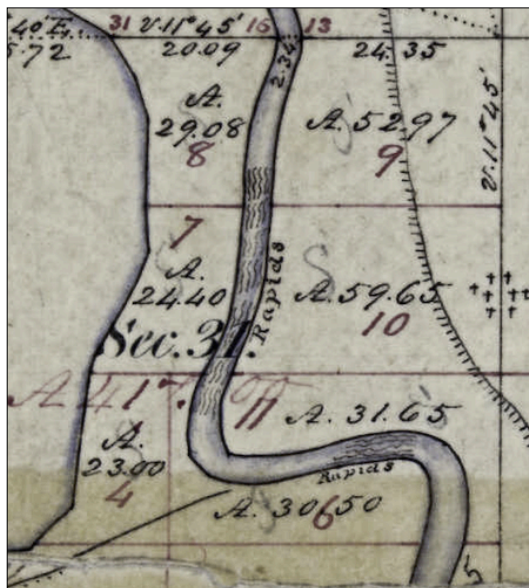 40' E.
31 V. 11° 45' 16 13
5.72 20.09 2.34 24.35
V. 11° 45'
A.
29.08
8
A. 52.97
9
7
A.
24.40
Rapids
A. 59.65
10
Sec. 31.
A 417.
11
A. 31.65
A.
23.00
4
Rapids
A. 30.50
6
5